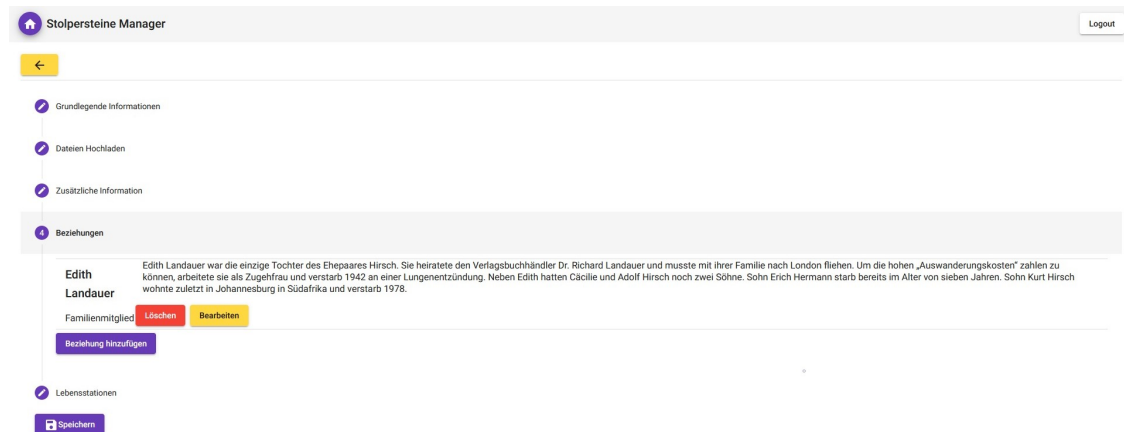 Stolpersteine Manager
Logout
Grundlegende Informationen
Dateien Hochladen
Zusätzliche Information
4 Beziehungen
Edith
Landauer
Familienmitglied
Edith Landauer war die einzige Tochter des Ehepaares Hirsch. Sie heiratete den Verlagsbuchhändler Dr. Richard Landauer und musste mit ihrer Familie nach London fliehen. Um die hohen „Auswanderungskosten" zahlen zu
können, arbeitete sie als Zugehfrau und verstarb 1942 an einer Lungenentzündung. Neben Edith hatten Cäcilie und Adolf Hirsch noch zwei Söhne. Sohn Erich Hermann starb bereits im Alter von sieben Jahren. Sohn Kurt Hirsch
wohnte zuletzt in Johannesburg in Südafrika und verstarb 1978.
Löschen
Bearbeiten
Beziehung hinzufügen
Lebensstationen
Speichern